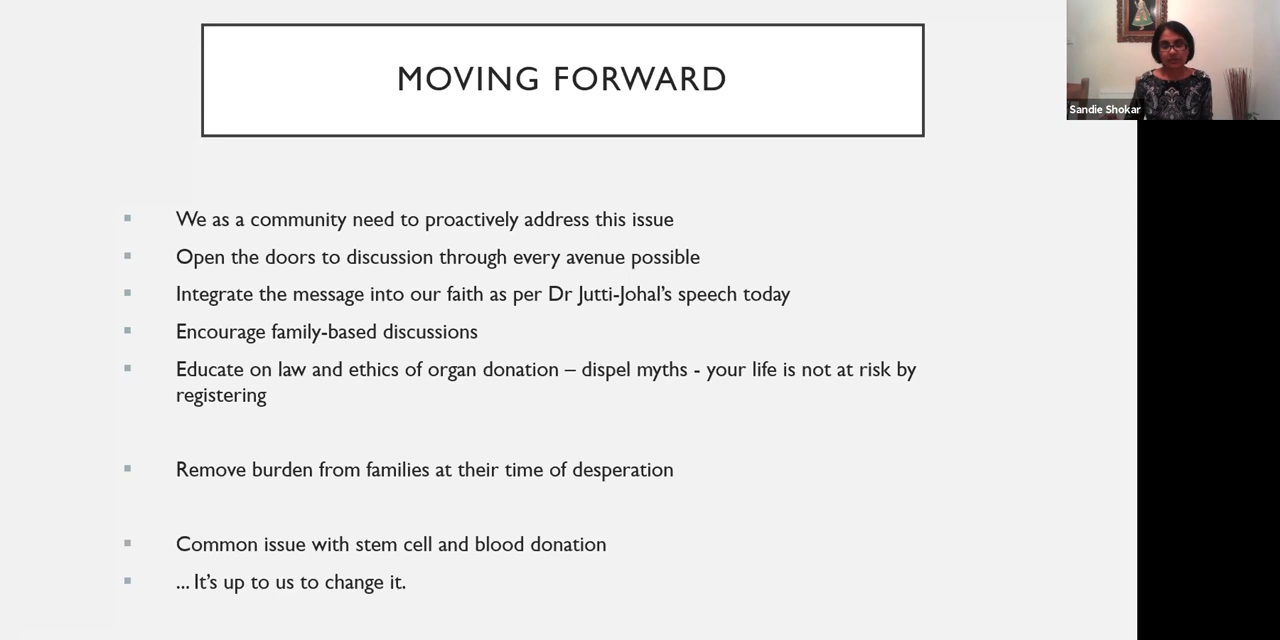 MOVING FORWARD
Sandie Shokar
We as a community need to proactively address this issue
Open the doors to discussion through every avenue possible
Integrate the message into our faith as per Dr Jutti-Johal’s speech today
Encourage family-based discussions
Educate on law and ethics of organ donation – dispel myths - your life is not at risk by
registering
Remove burden from families at their time of desperation
Common issue with stem cell and blood donation
... It’s up to us to change it.